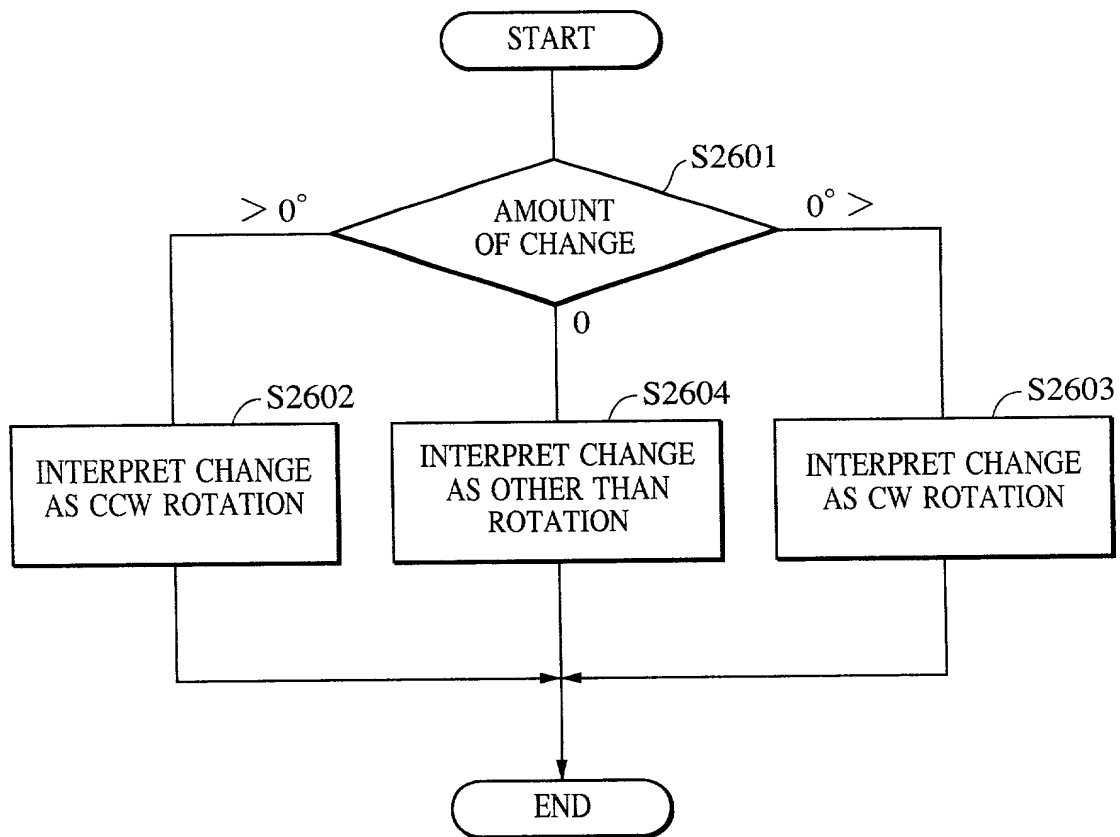 START
S2601
> 0°
AMOUNT
OF CHANGE
0° >
0
S2602
INTERPRET CHANGE
AS CCW ROTATION
S2604
INTERPRET CHANGE
AS OTHER THAN
ROTATION
S2603
INTERPRET CHANGE
AS CW ROTATION
END